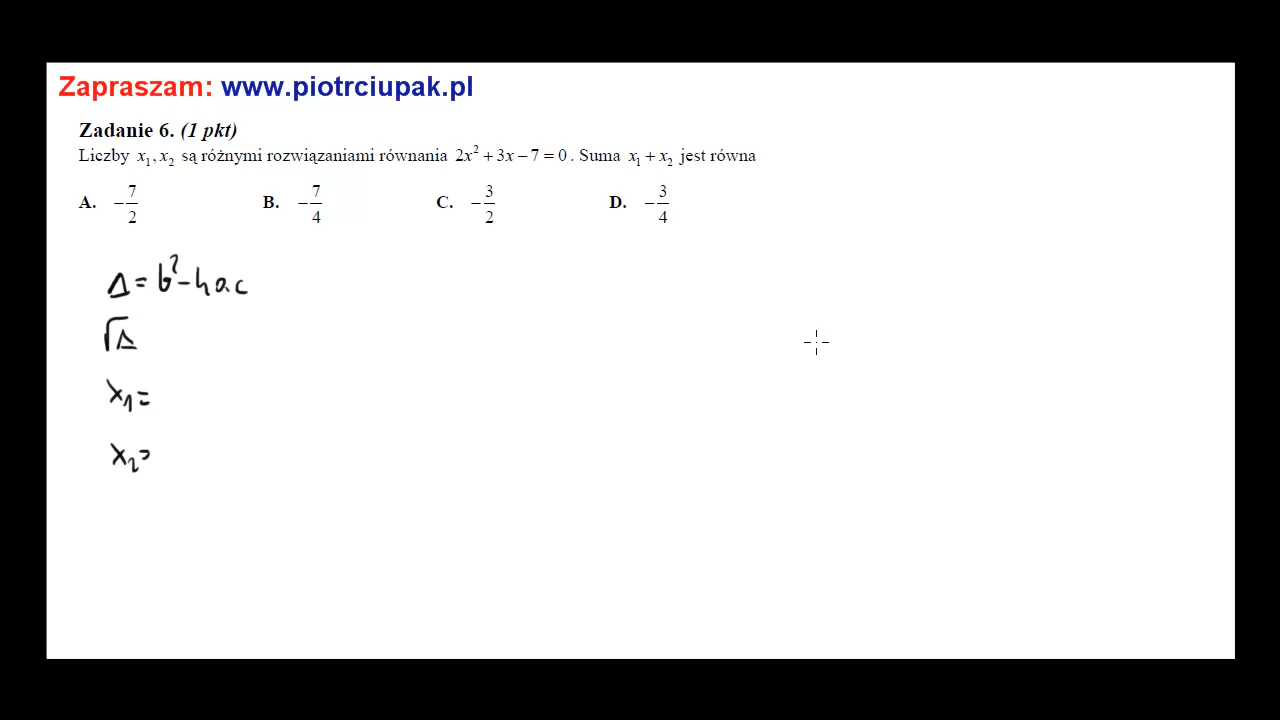 Zapraszam: www.piotrciupak.pl
Zadanie 6. (1 pkt)
Liczby x₁, x₂ są różnymi rozwiązaniami równania 2x² + 3x − 7 = 0. Suma x₁ + x₂ jest równa
A. −7/2 B. −7/4 C. −3/2 D. −3/4
Δ = b² − 4ac
√Δ
x₁ =
x₂ =